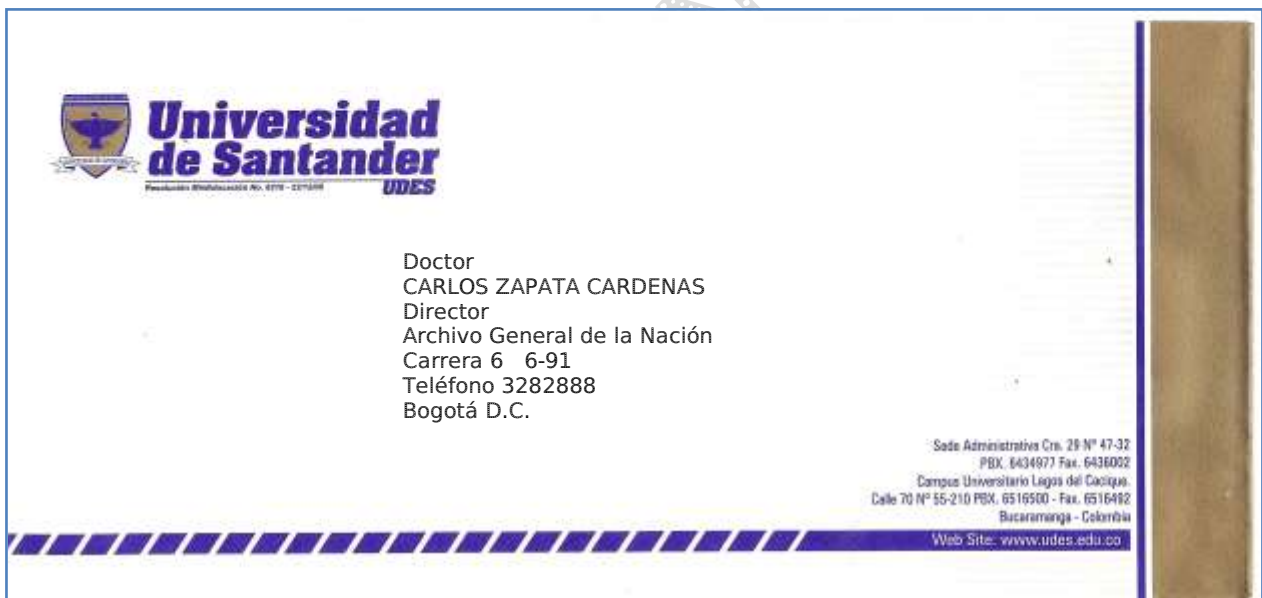 Universidad
de Santander
UDES
Doctor
CARLOS ZAPATA CARDENAS
Director
Archivo General de la Nación
Carrera 6 6-91
Teléfono 3282888
Bogotá D.C.
Sede Administrativa Cra. 29 Nº 47-32
PBX. 6434977 Fax. 6436002
Campus Universitario Lagos del Cacique.
Calle 70 Nº 55-210 PBX. 6516500 - Fax. 6516492
Bucaramanga - Colombia
Web Site: www.udes.edu.co